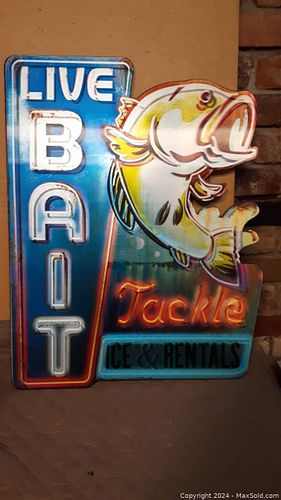 LIVE
BAIT
Tackle
ICE & RENTALS
Copyright © 2024 - MaxSold.com